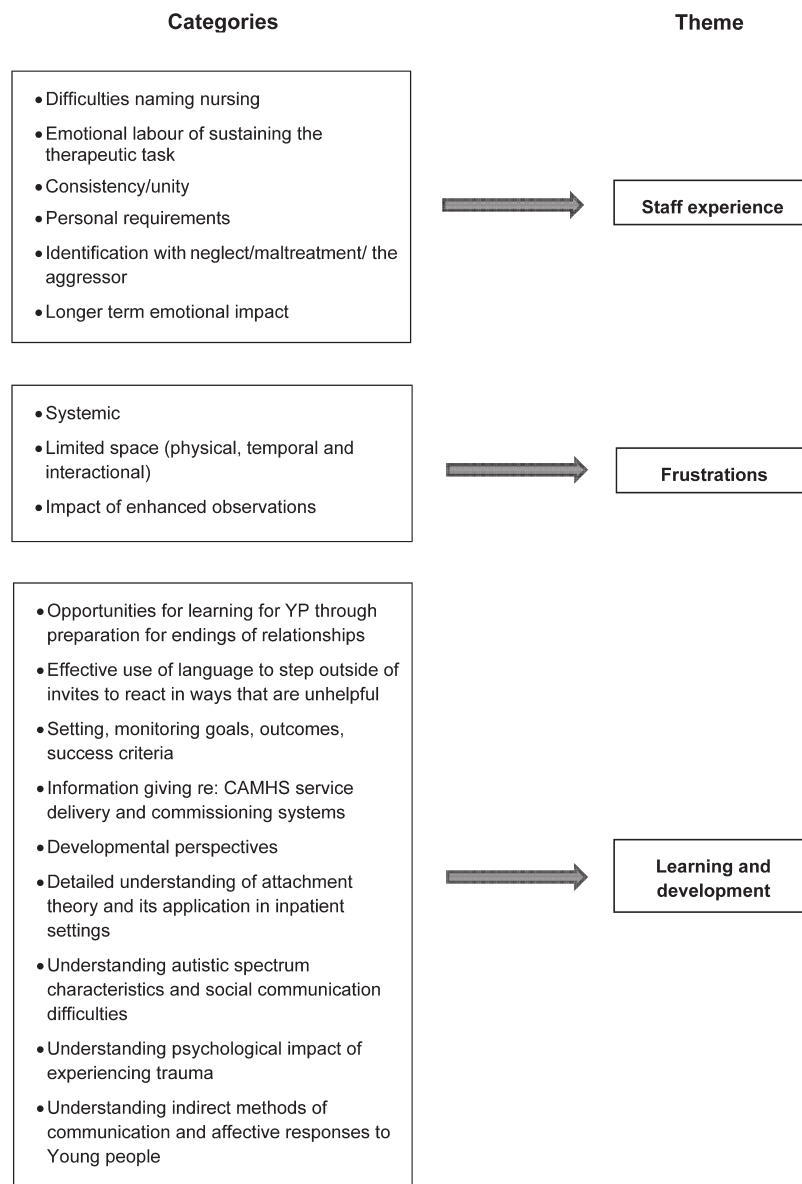 Categories
Theme
• Difficulties naming nursing
• Emotional labour of sustaining the
therapeutic task
• Consistency/unity
• Personal requirements
• Identification with neglect/maltreatment/ the
aggressor
• Longer term emotional impact
Staff experience
• Systemic
• Limited space (physical, temporal and
interactional)
• Impact of enhanced observations
Frustrations
• Opportunities for learning for YP through
preparation for endings of relationships
• Effective use of language to step outside of
invites to react in ways that are unhelpful
• Setting, monitoring goals, outcomes,
success criteria
• Information giving re: CAMHS service
delivery and commissioning systems
• Developmental perspectives
• Detailed understanding of attachment
theory and its application in inpatient
settings
• Understanding autistic spectrum
characteristics and social communication
difficulties
• Understanding psychological impact of
experiencing trauma
• Understanding indirect methods of
communication and affective responses to
Young people
Learning and
development